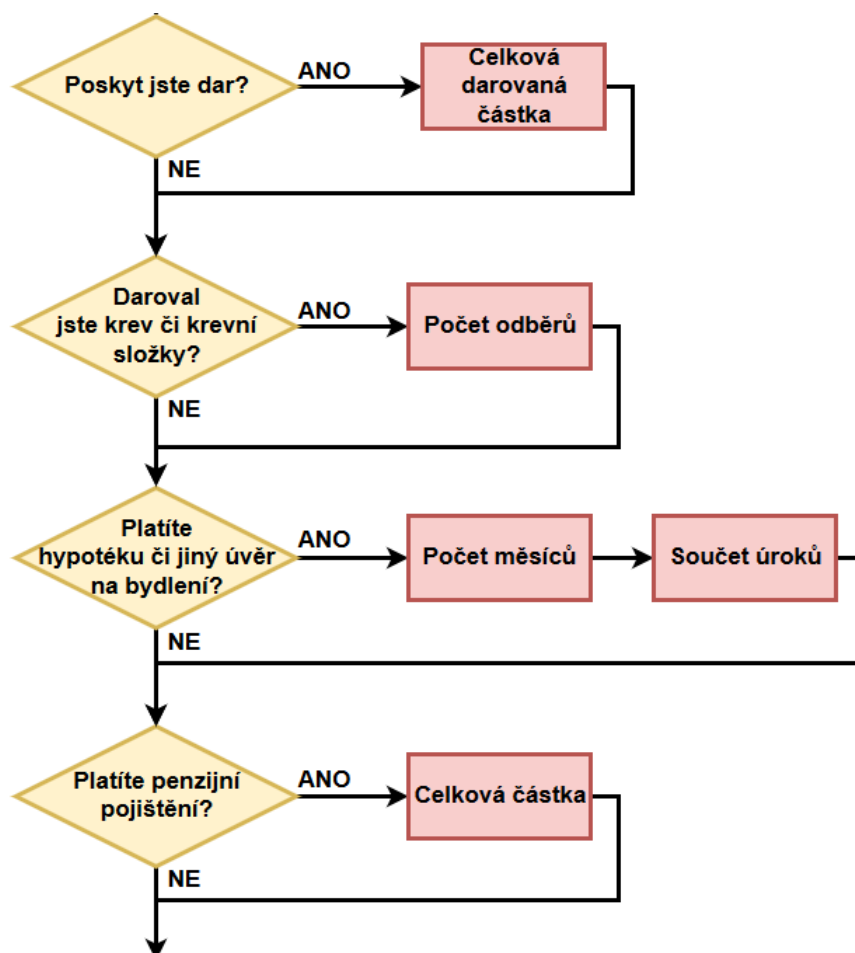 Poskyt jste dar?
ANO
Celková
darovaná
částka
NE
Daroval
jste krev či krevní
složky?
ANO
Počet odběrů
NE
Platíte
hypotéku či jiný úvěr
na bydlení?
ANO
Počet měsíců
Součet úroků
NE
Platíte penzijní
pojištění?
ANO
Celková částka
NE